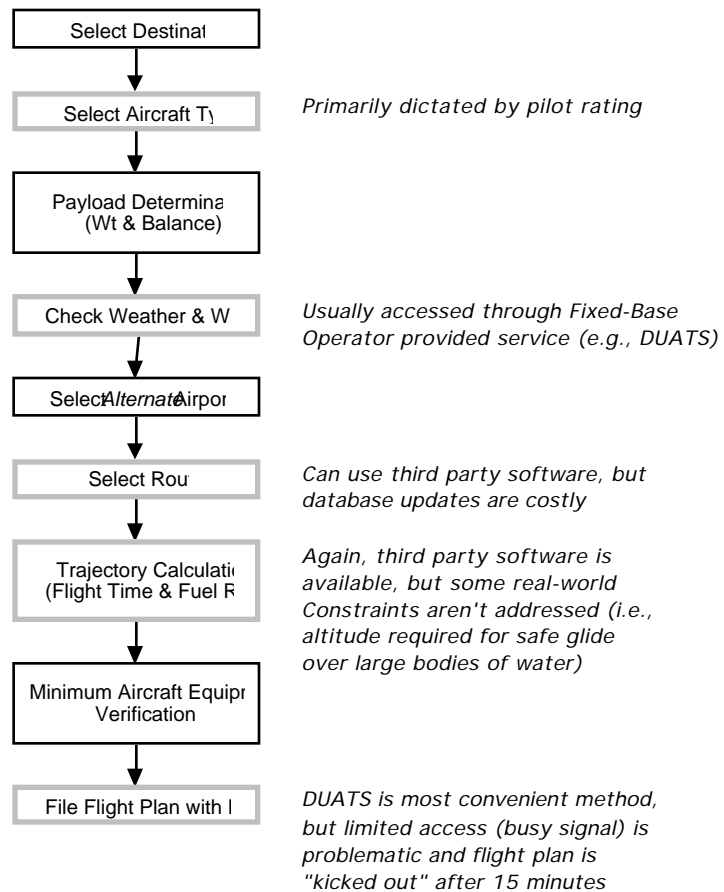 Select Destinat
Select Aircraft Ty
Primarily dictated by pilot rating
Payload Determina
(Wt & Balance)
Check Weather & W
Usually accessed through Fixed-Base
Operator provided service (e.g., DUATS)
Select Alternate Airpor
Select Rou
Can use third party software, but
database updates are costly
Trajectory Calculati
(Flight Time & Fuel R
Again, third party software is
available, but some real-world
Constraints aren't addressed (i.e.,
altitude required for safe glide
over large bodies of water)
Minimum Aircraft Equipr
Verification
File Flight Plan with
DUATS is most convenient method,
but limited access (busy signal) is
problematic and flight plan is
"kicked out" after 15 minutes